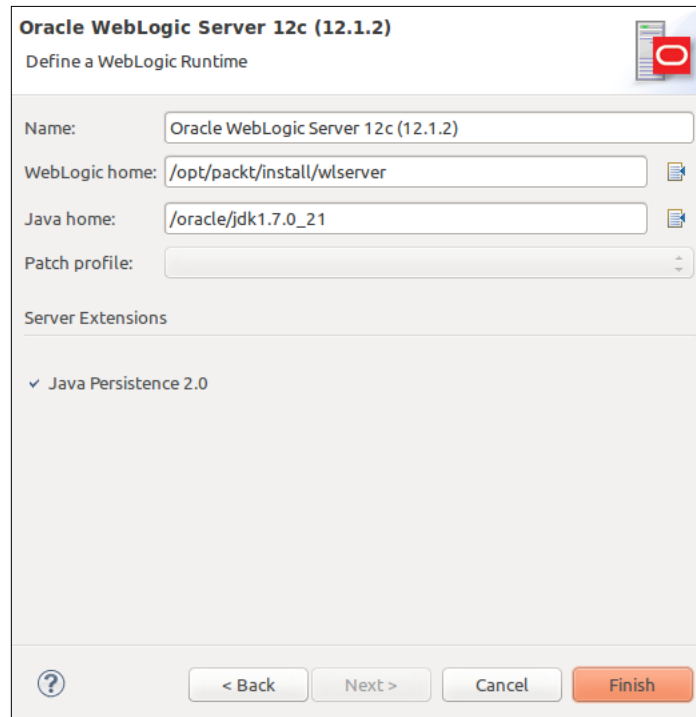 Oracle WebLogic Server 12c (12.1.2)
Define a WebLogic Runtime
Name: Oracle WebLogic Server 12c (12.1.2)
WebLogic home: /opt/packt/install/wlserver
Java home: /oracle/jdk1.7.0_21
Patch profile:
Server Extensions
Java Persistence 2.0
? < Back Next > Cancel Finish